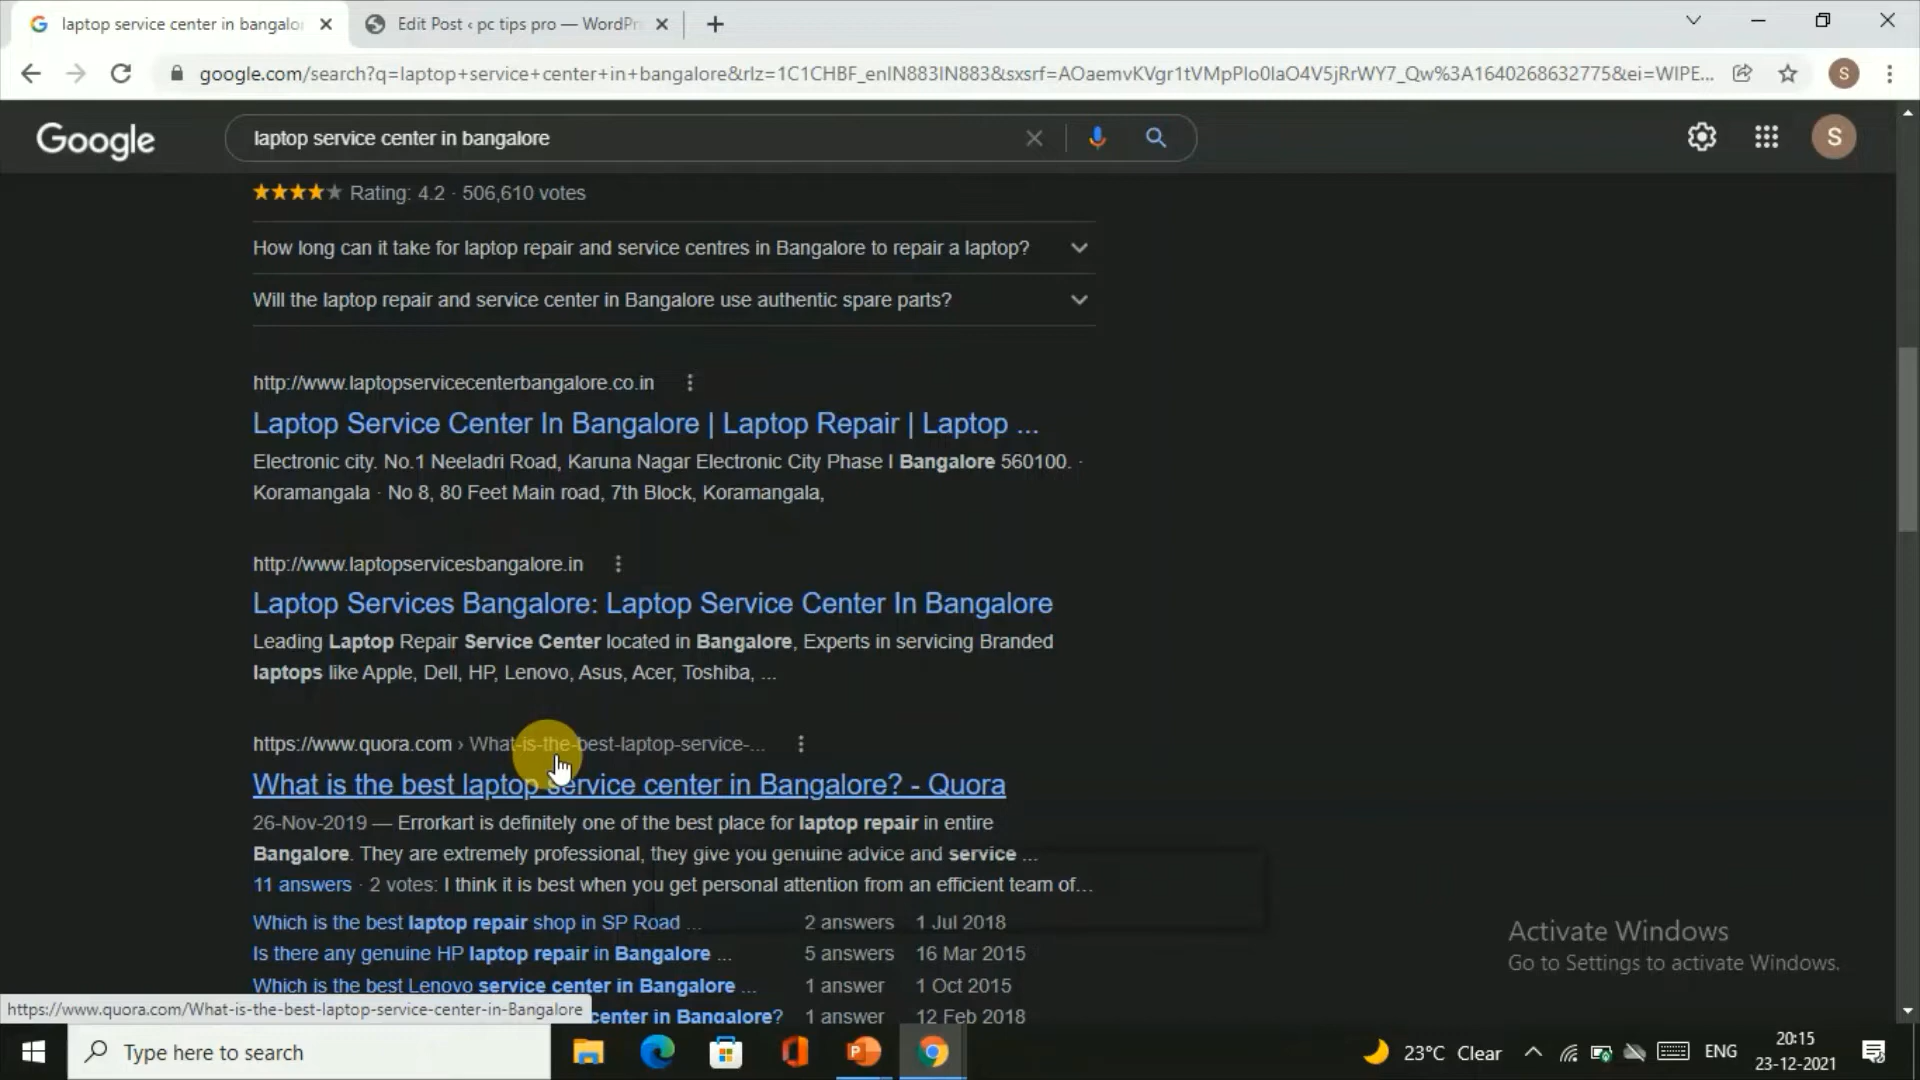 laptop service center in bangalo
Edit Post ‹ pc tips pro — WordPr
google.com/search?q=laptop+service+center+in+bangalore&rlz=1C1CHBF_enIN883IN883&sxsrf=AOaemvKVgr1tVMpPlo0laO4V5jRrWY7_Qw%3A1640268632775&ei=WIPE...
S
Google
laptop service center in bangalore
S
Rating: 4.2 · 506,610 votes
How long can it take for laptop repair and service centres in Bangalore to repair a laptop?
Will the laptop repair and service center in Bangalore use authentic spare parts?
http://www.laptopservicecenterbangalore.co.in
Laptop Service Center In Bangalore | Laptop Repair | Laptop ...
Electronic city. No.1 Neeladri Road, Karuna Nagar Electronic City Phase I Bangalore 560100. ·
Koramangala · No 8, 80 Feet Main road, 7th Block, Koramangala,
http://www.laptopservicesbangalore.in
Laptop Services Bangalore: Laptop Service Center In Bangalore
Leading Laptop Repair Service Center located in Bangalore, Experts in servicing Branded
laptops like Apple, Dell, HP, Lenovo, Asus, Acer, Toshiba, ...
https://www.quora.com › What-is-the-best-laptop-service-...
What is the best laptop service center in Bangalore? - Quora
26-Nov-2019 — Errorkart is definitely one of the best place for laptop repair in entire
Bangalore. They are extremely professional, they give you genuine advice and service ...
11 answers · 2 votes: I think it is best when you get personal attention from an efficient team of...
Which is the best laptop repair shop in SP Road ... 2 answers 1 Jul 2018
Is there any genuine HP laptop repair in Bangalore ... 5 answers 16 Mar 2015
Which is the best Lenovo service center in Bangalore ... 1 answer 1 Oct 2015
center in Bangalore? 1 answer 12 Feb 2018
https://www.quora.com/What-is-the-best-laptop-service-center-in-Bangalore
Activate Windows
Go to Settings to activate Windows.
Type here to search
23°C Clear
ENG
20:15
23-12-2021